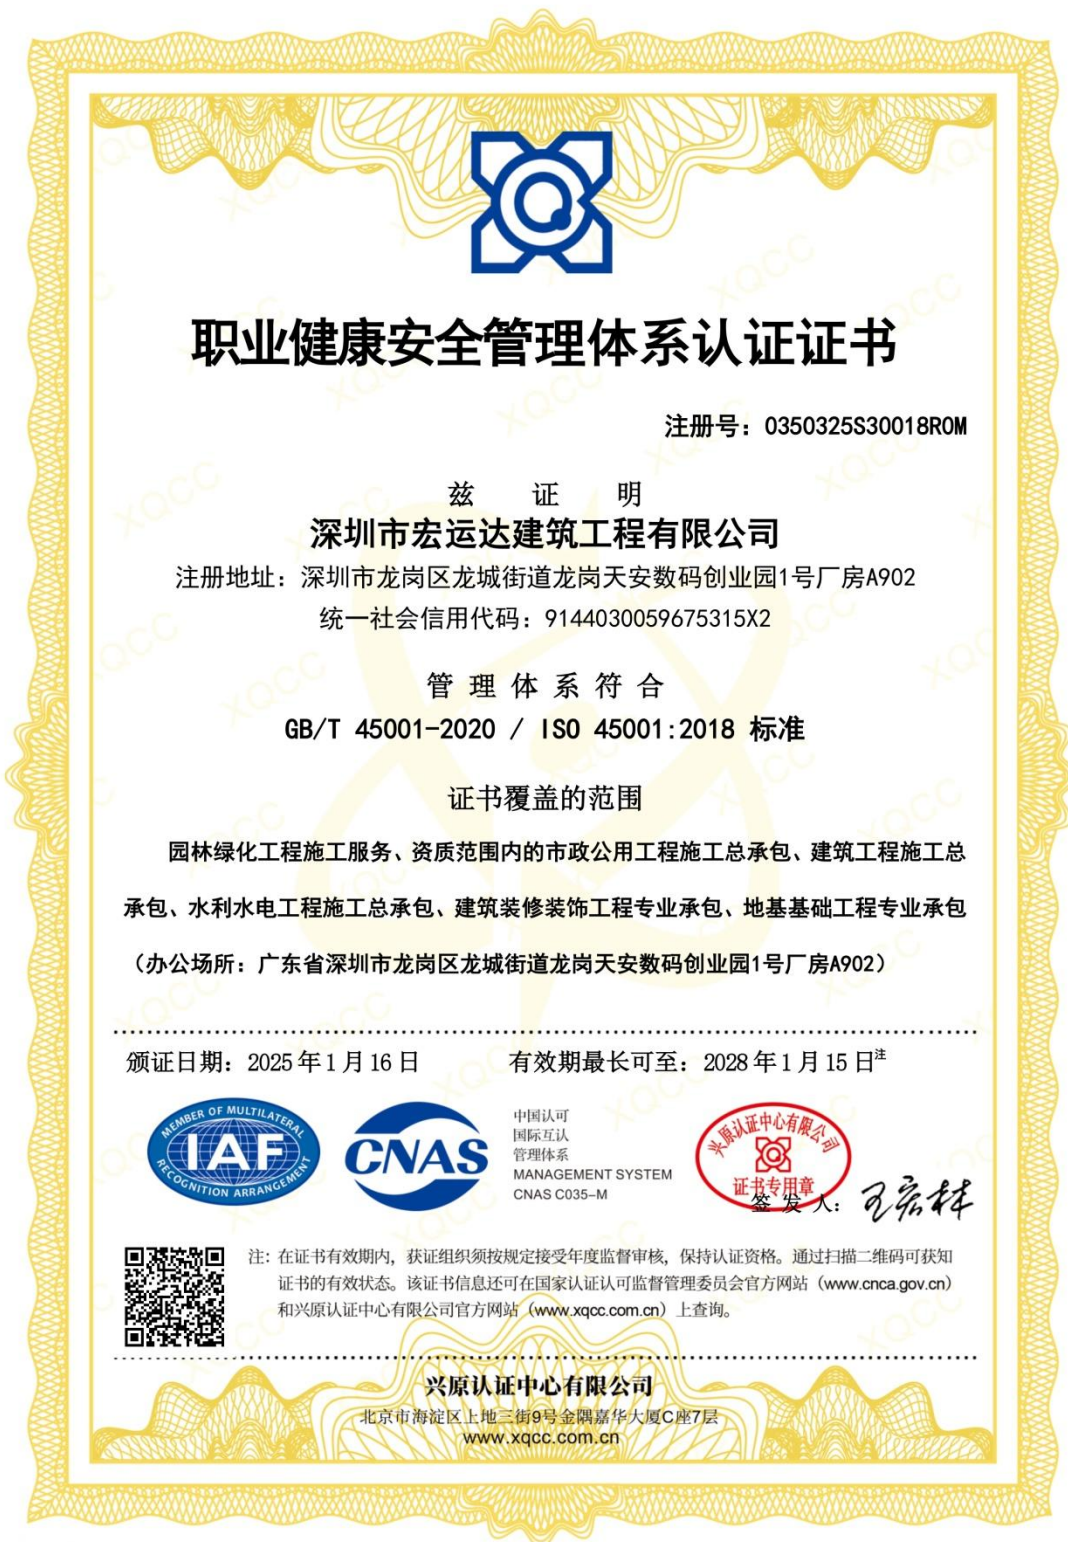 职业健康安全管理体系认证证书
注册号：0350325S30018R0M
兹 证 明
深圳市宏运达建筑工程有限公司
注册地址：深圳市龙岗区龙城街道龙岗天安数码创业园1号厂房A902
统一社会信用代码：9144030059675315X2
管理体系符合
GB/T 45001-2020 / ISO 45001:2018 标准
证书覆盖的范围
园林绿化工程施工服务、资质范围内的市政公用工程施工总承包、建筑工程施工总
承包、水利水电工程施工总承包、建筑装修装饰工程专业承包、地基基础工程专业承包
（办公场所：广东省深圳市龙岗区龙城街道龙岗天安数码创业园1号厂房A902）
颁证日期：2025年1月16日 有效期最长可至：2028年1月15日注
MEMBER OF MULTILATERAL
IAF
RECOGNITION ARRANGEMENT
CNAS
中国认可
国际互认
管理体系
MANAGEMENT SYSTEM
CNAS C035-M
兴原认证中心有限公司
证书专用章
签 发 人：
注：在证书有效期内，获证组织须按规定接受年度监督审核，保持认证资格。通过扫描二维码可获知
证书的有效状态。该证书信息还可在国家认证认可监督管理委员会官方网站（www.cnca.gov.cn）
和兴原认证中心有限公司官方网站（www.xqcc.com.cn）上查询。
兴原认证中心有限公司
北京市海淀区上地三街9号金隅嘉华大厦C座7层
www.xqcc.com.cn